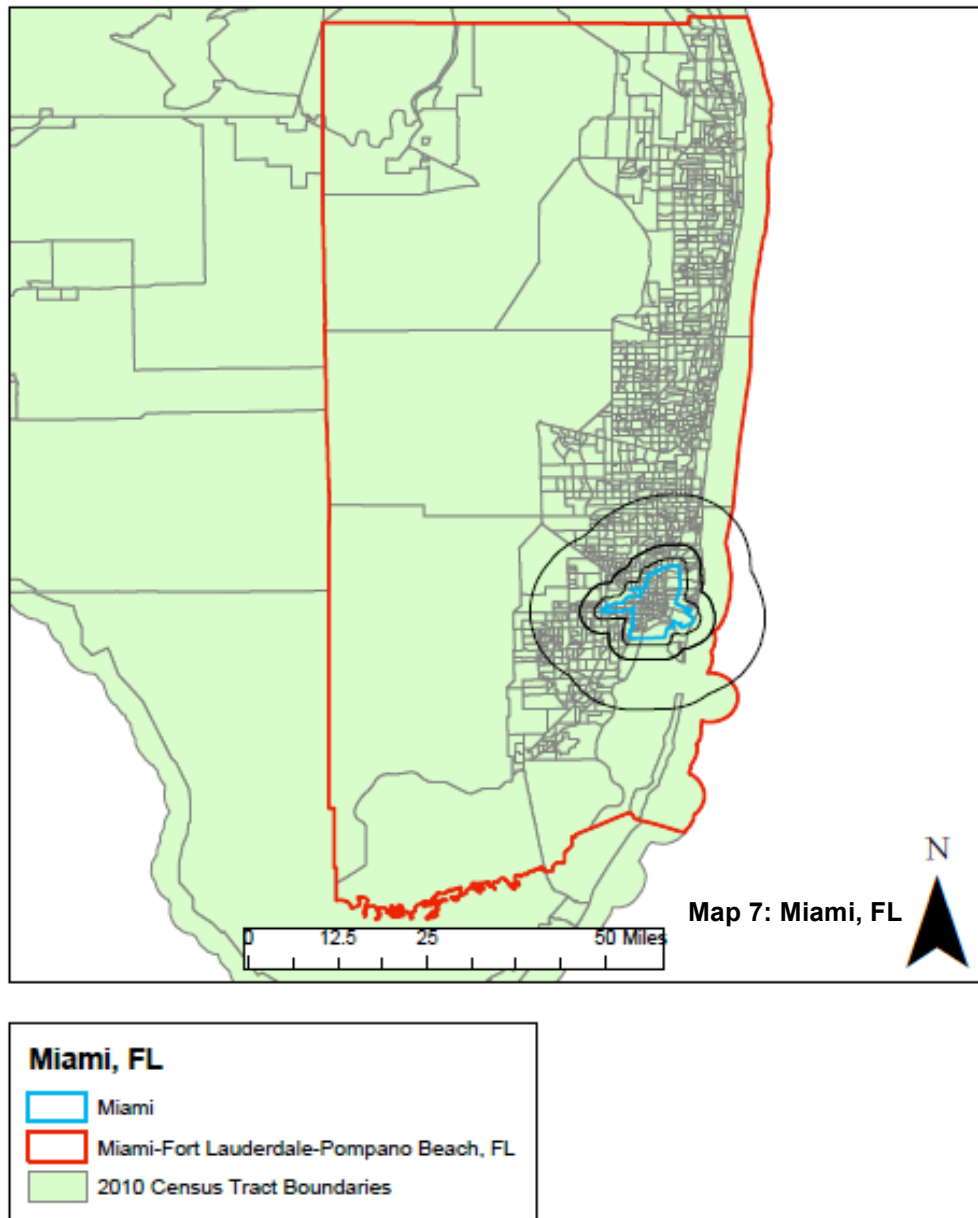 N
Map 7: Miami, FL
0 12.5 25 50 Miles
Miami, FL
Miami
Miami-Fort Lauderdale-Pompano Beach, FL
2010 Census Tract Boundaries